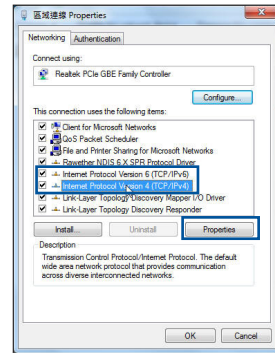 區域連線 Properties
Networking Authentication
Connect using:
Realtek PCIe GBE Family Controller
Configure...
This connection uses the following items:
Client for Microsoft Networks
QoS Packet Scheduler
File and Printer Sharing for Microsoft Networks
Rawether NDIS 6.X SPR Protocol Driver
Internet Protocol Version 6 (TCP/IPv6)
Internet Protocol Version 4 (TCP/IPv4)
Link-Layer Topology Discovery Mapper I/O Driver
Link-Layer Topology Discovery Responder
Install... Uninstall Properties
Description
Transmission Control Protocol/Internet Protocol. The default
wide area network protocol that provides communication
across diverse interconnected networks.
OK Cancel